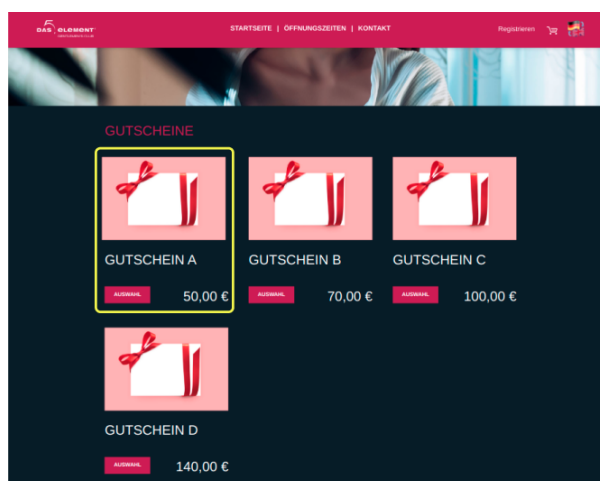 DAS 5 ELEMENT
STARTSEITE | ÖFFNUNGSZEITEN | KONTAKT
Registrieren
GUTSCHEINE
GUTSCHEIN A
GUTSCHEIN B
GUTSCHEIN C
AUSWAHL 50,00 €
AUSWAHL 70,00 €
AUSWAHL 100,00 €
GUTSCHEIN D
AUSWAHL 140,00 €